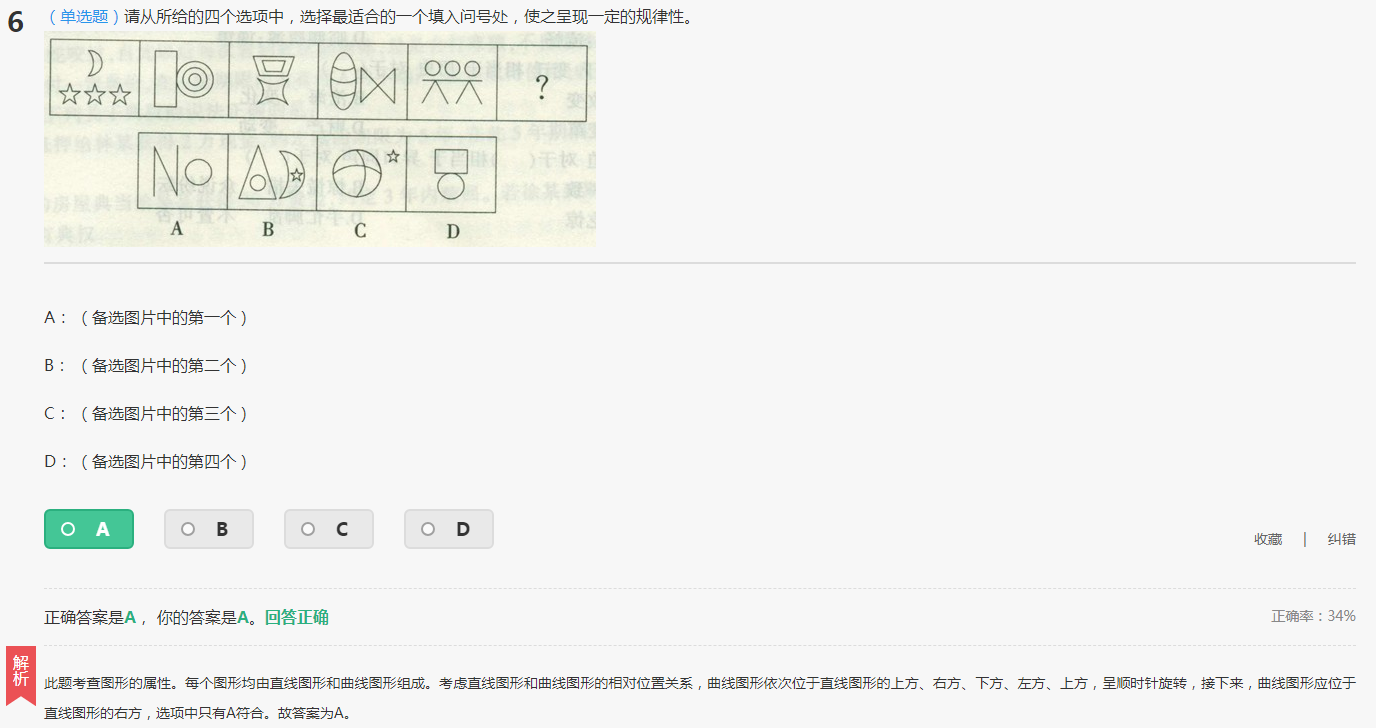 6 （单选题）请从所给的四个选项中，选择最适合的一个填入问号处，使之呈现一定的规律性。
?
A B C D
A：（备选图片中的第一个）
B：（备选图片中的第二个）
C：（备选图片中的第三个）
D：（备选图片中的第四个）
A B C D
收藏 | 纠错
正确答案是A， 你的答案是A。回答正确
正确率：34%
解析
此题考查图形的属性。每个图形均由直线图形和曲线图形组成。考虑直线图形和曲线图形的相对位置关系，曲线图形依次位于直线图形的上方、右方、下方、左方、上方，呈顺时针旋转，接下来，曲线图形应位于
直线图形的右方，选项中只有A符合。故答案为A。